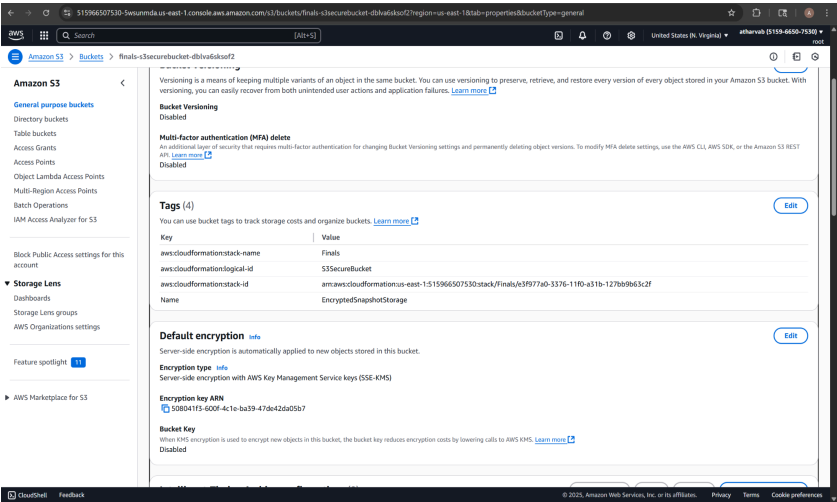 515966507530-5wsunmda.us-east-1.console.aws.amazon.com/s3/buckets/finals-s3securebucket-dblva6sksof2?region=us-east-1&tab=properties&bucketType=general
aws
Search
[Alt+S]
United States (N. Virginia)
atharvab (5159-6650-7530)
root
Amazon S3 > Buckets > finals-s3securebucket-dblva6sksof2
Amazon S3
General purpose buckets
Directory buckets
Table buckets
Access Grants
Access Points
Object Lambda Access Points
Multi-Region Access Points
Batch Operations
IAM Access Analyzer for S3
Block Public Access settings for this
account
Storage Lens
Dashboards
Storage Lens groups
AWS Organizations settings
Feature spotlight 11
AWS Marketplace for S3
Versioning is a means of keeping multiple variants of an object in the same bucket. You can use versioning to preserve, retrieve, and restore every version of every object stored in your Amazon S3 bucket. With
versioning, you can easily recover from both unintended user actions and application failures. Learn more
Bucket Versioning
Disabled
Multi-factor authentication (MFA) delete
An additional layer of security that requires multi-factor authentication for changing Bucket Versioning settings and permanently deleting object versions. To modify MFA delete settings, use the AWS CLI, AWS SDK, or the Amazon S3 REST
API. Learn more
Disabled
Tags (4)
Edit
You can use bucket tags to track storage costs and organize buckets. Learn more
Key Value
aws:cloudformation:stack-name Finals
aws:cloudformation:logical-id S3SecureBucket
aws:cloudformation:stack-id arn:aws:cloudformation:us-east-1:515966507530:stack/Finals/e3f977a0-3376-11f0-a31b-127bb9b63c2f
Name EncryptedSnapshotStorage
Default encryption Info
Edit
Server-side encryption is automatically applied to new objects stored in this bucket.
Encryption type Info
Server-side encryption with AWS Key Management Service keys (SSE-KMS)
Encryption key ARN
508041f3-600f-4c1e-ba39-47de42da05b7
Bucket Key
When KMS encryption is used to encrypt new objects in this bucket, the bucket key reduces encryption costs by lowering calls to AWS KMS. Learn more
Disabled
CloudShell Feedback
© 2025, Amazon Web Services, Inc. or its affiliates. Privacy Terms Cookie preferences